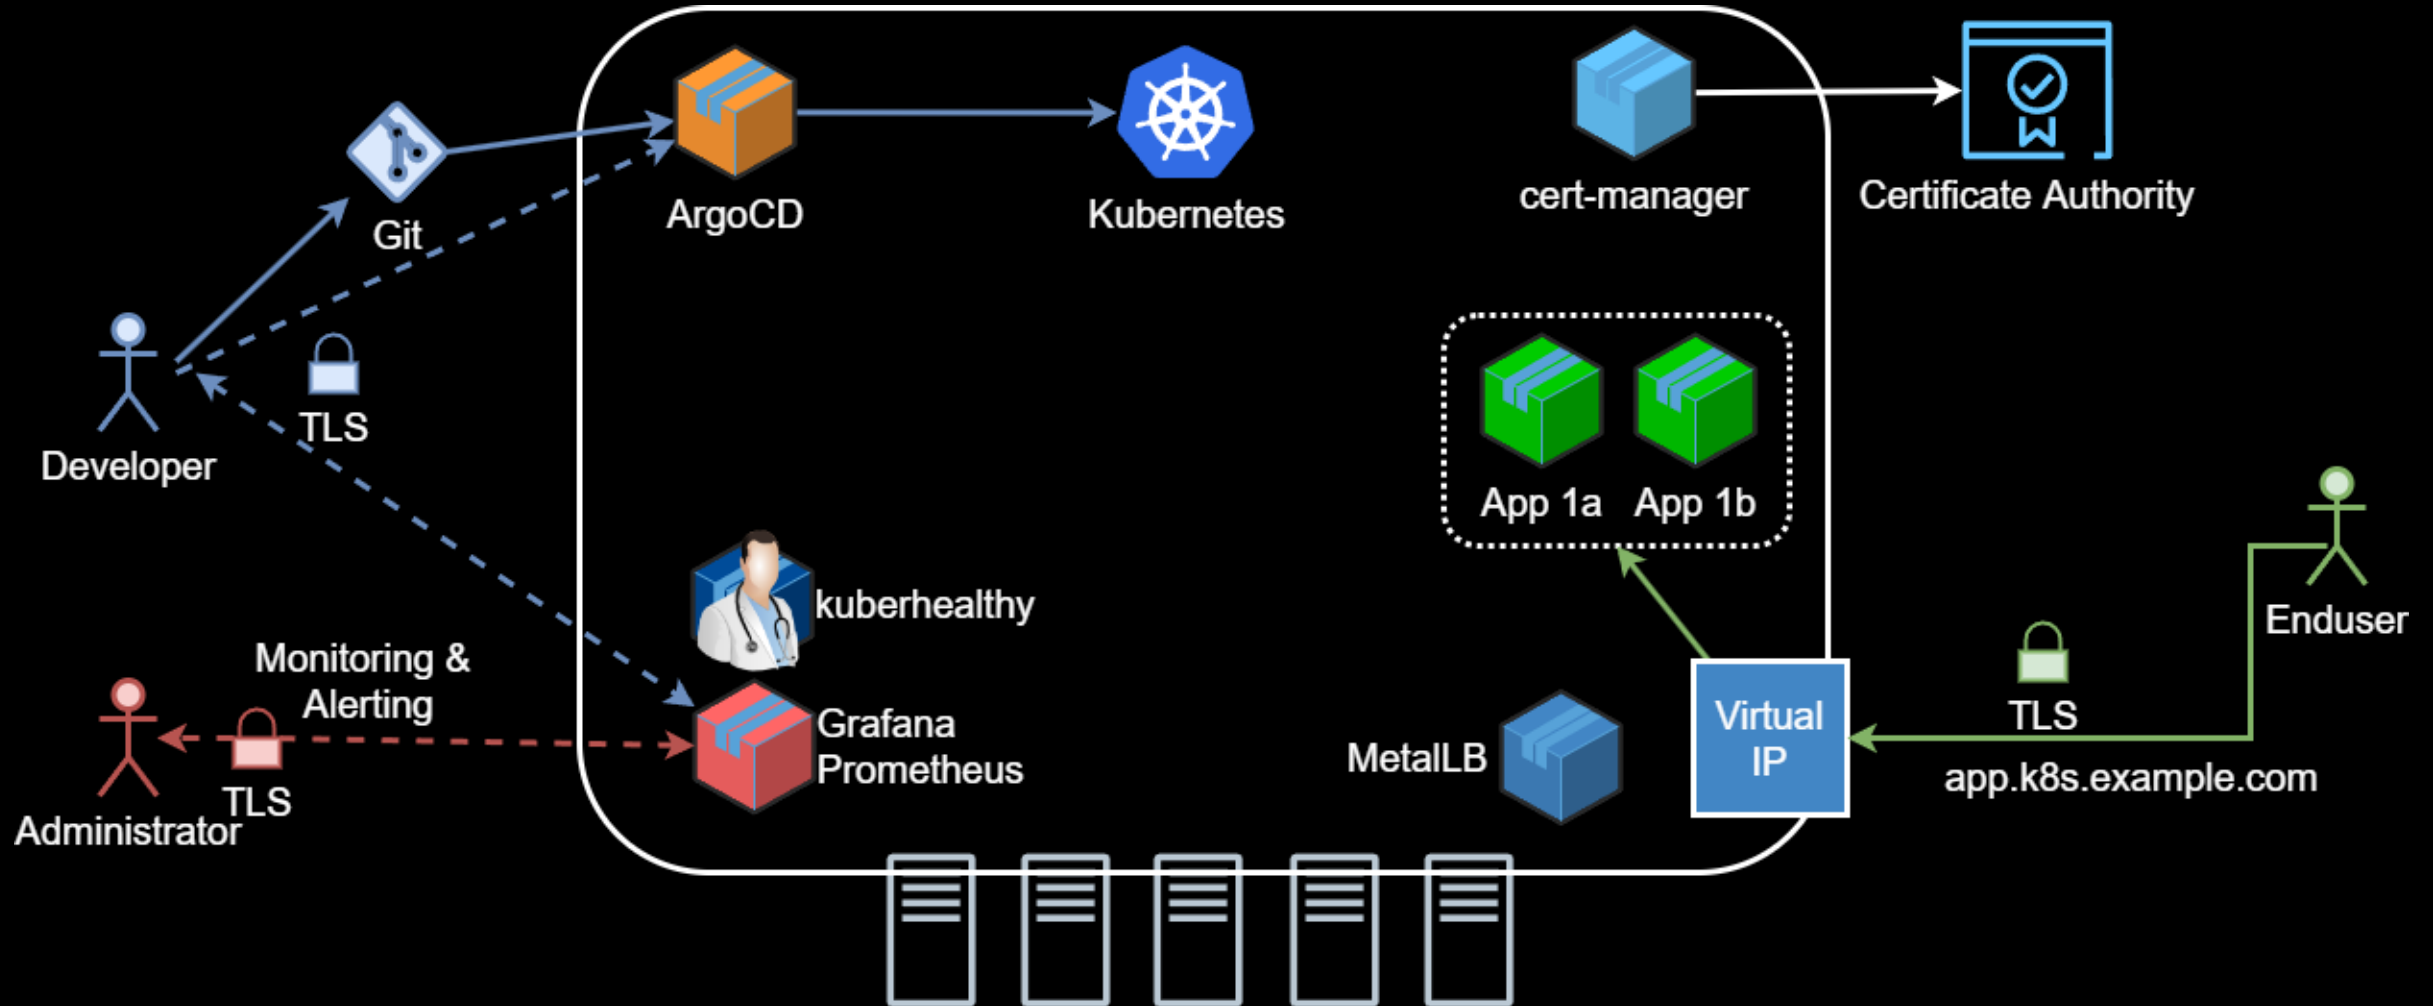 Git
ArgoCD
Kubernetes
cert-manager
Certificate Authority
TLS
Developer
App 1a
App 1b
kuberhealthy
Enduser
Monitoring &
Alerting
Grafana
Prometheus
MetalLB
Virtual
IP
TLS
app.k8s.example.com
TLS
Administrator